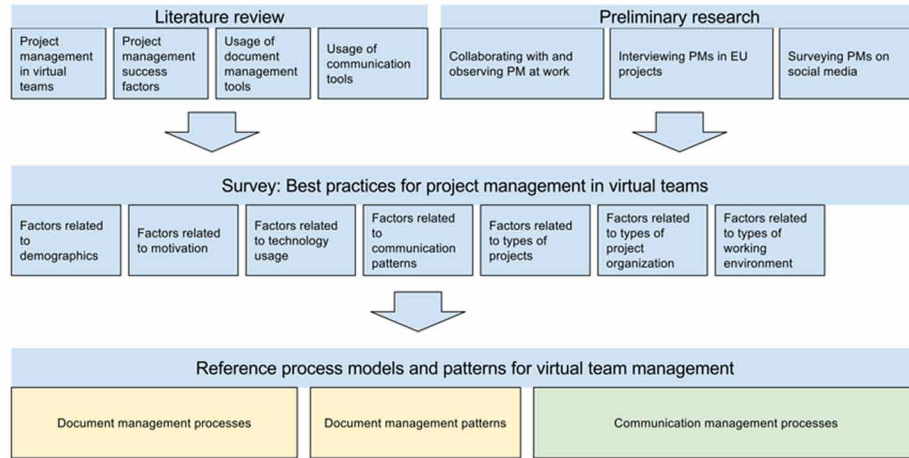 Literature review
Preliminary research
Project
management
in virtual
teams
Project
management
success
factors
Usage of
document
management
tools
Usage of
communication
tools
Collaborating with and
observing PM at work
Interviewing PMs in EU
projects
Surveying PMs on
social media
Survey: Best practices for project management in virtual teams
Factors related
to
demographics
Factors related
to motivation
Factors related
to technology
usage
Factors related
to
communication
patterns
Factors related
to types of
projects
Factors related
to types of
project
organization
Factors related
to types of
working
environment
Reference process models and patterns for virtual team management
Document management processes
Document management patterns
Communication management processes